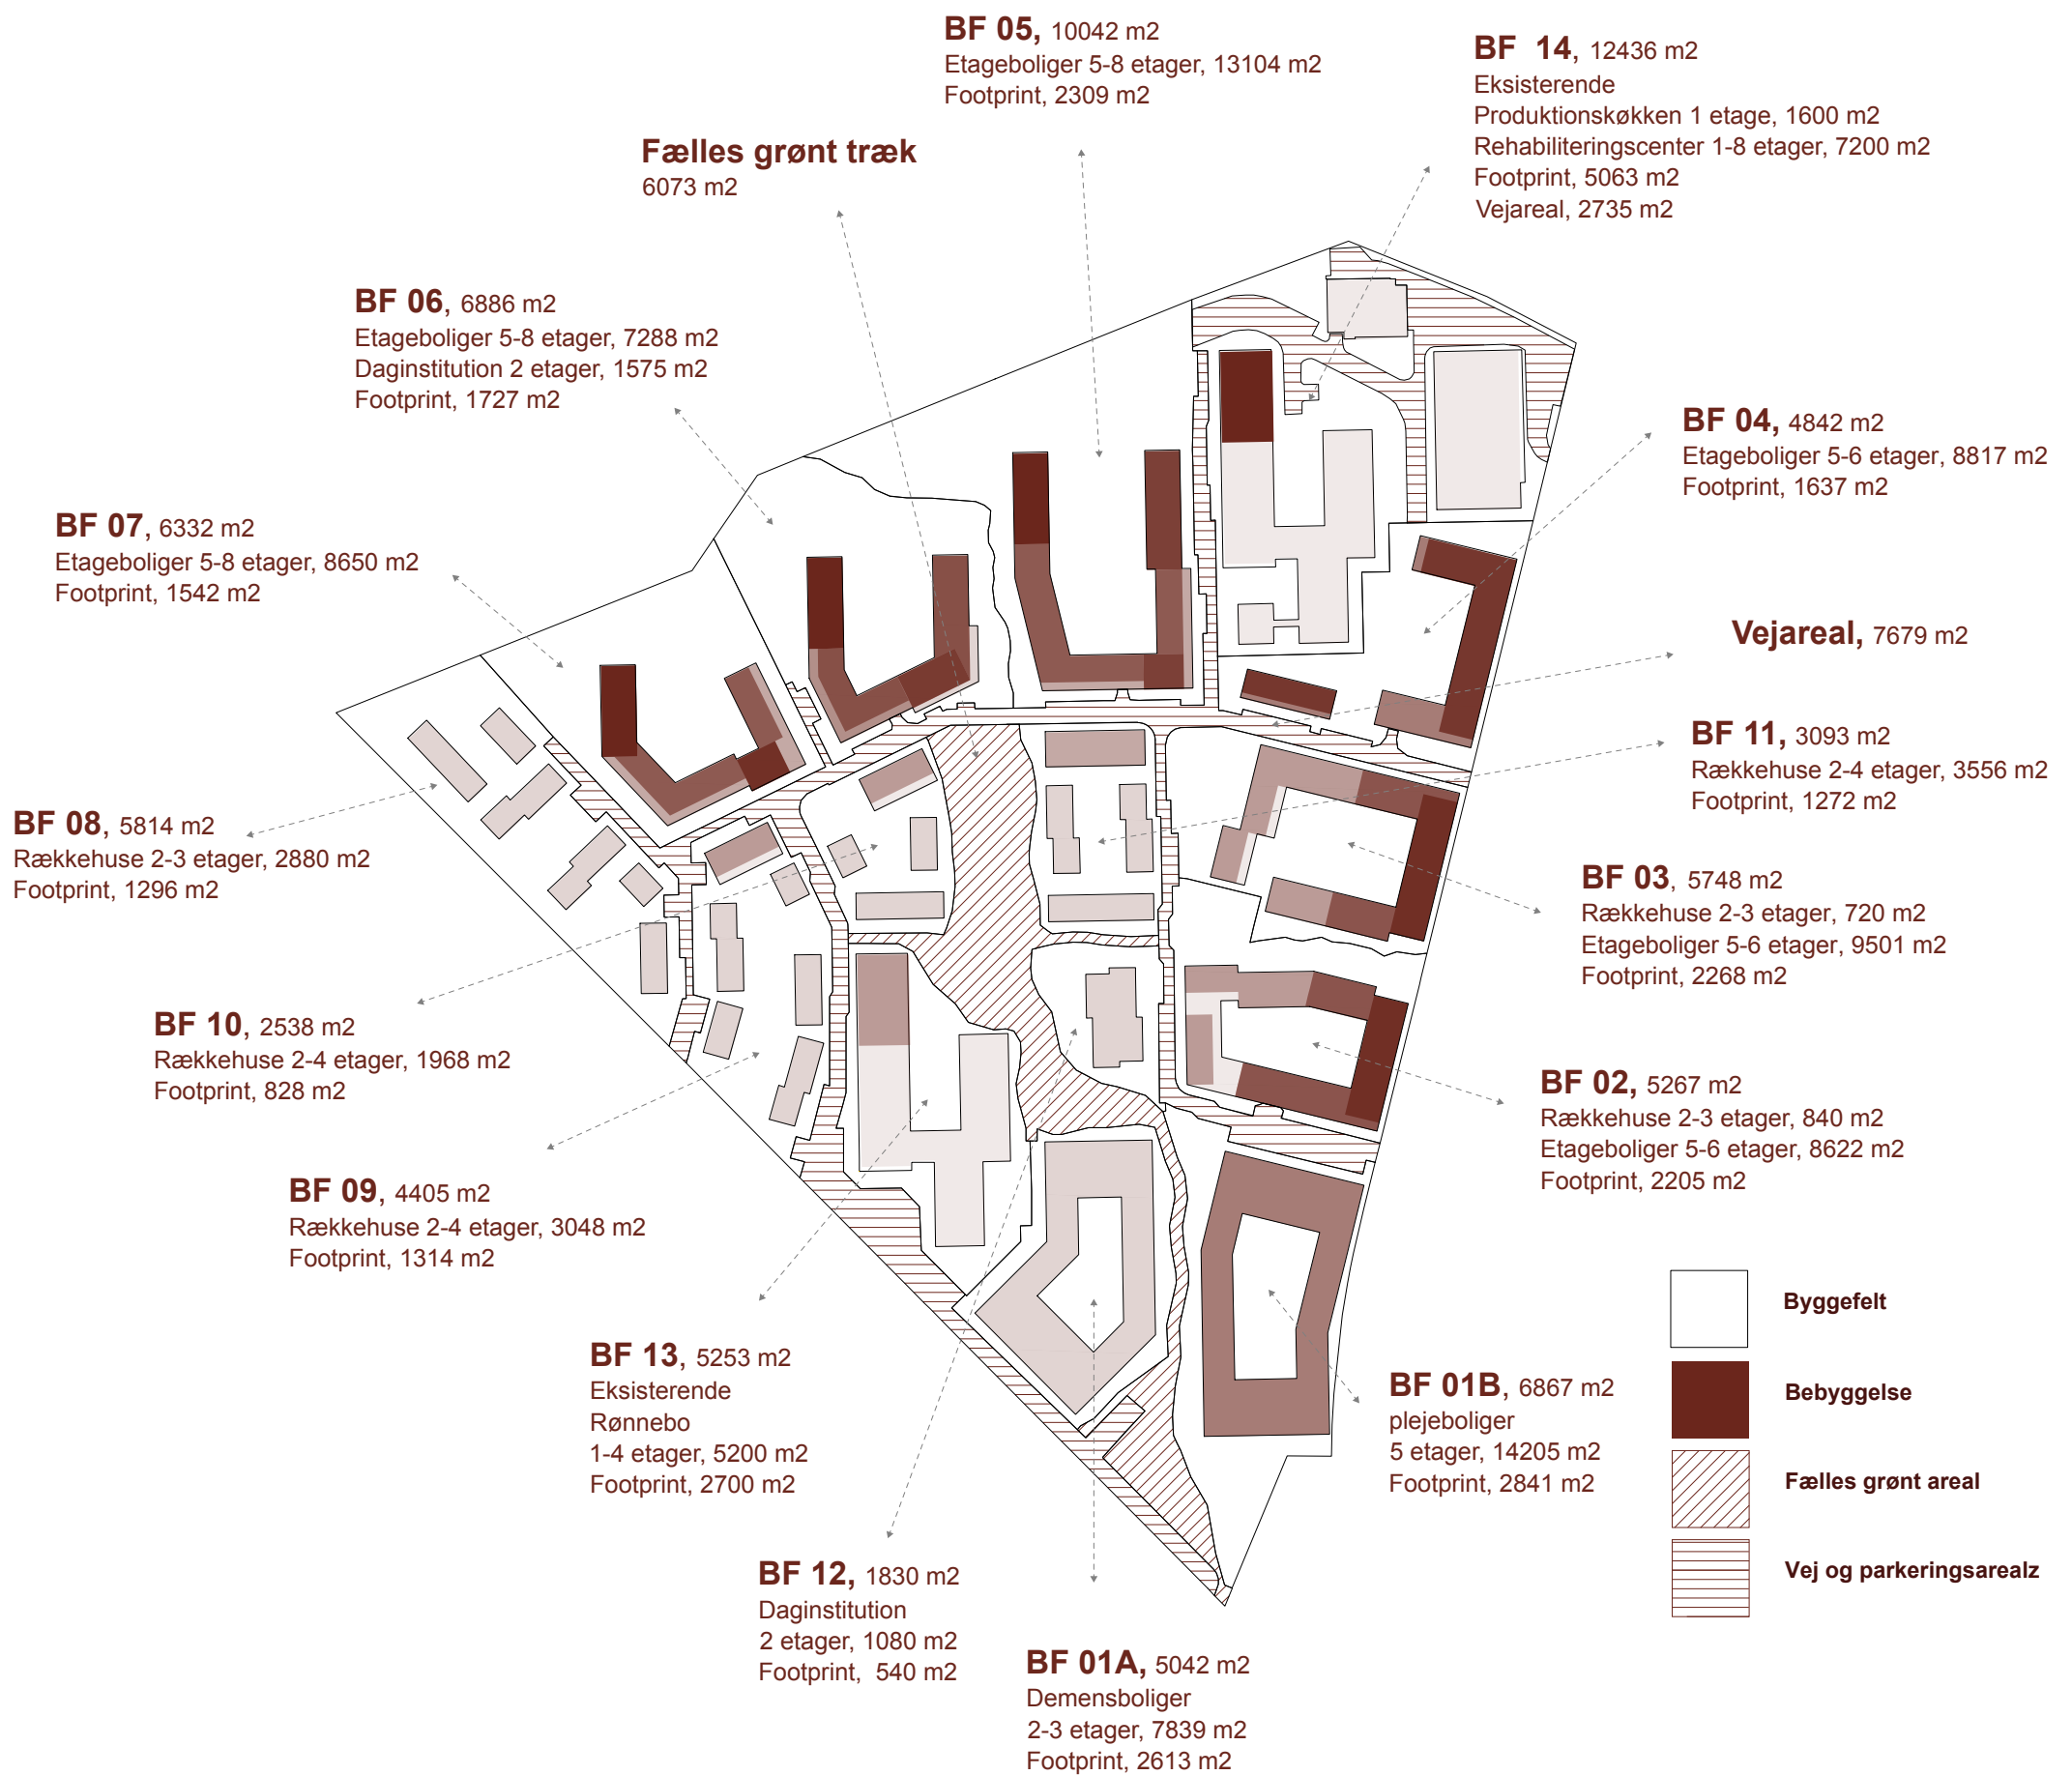 BF 05, 10042 m2
Etageboliger 5-8 etager, 13104 m2
Footprint, 2309 m2
BF 14, 12436 m2
Eksisterende
Produktionskøkken 1 etage, 1600 m2
Rehabiliteringscenter 1-8 etager, 7200 m2
Footprint, 5063 m2
Vejareal, 2735 m2
Fælles grønt træk
6073 m2
BF 06, 6886 m2
Etageboliger 5-8 etager, 7288 m2
Daginstitution 2 etager, 1575 m2
Footprint, 1727 m2
BF 04, 4842 m2
Etageboliger 5-6 etager, 8817 m2
Footprint, 1637 m2
BF 07, 6332 m2
Etageboliger 5-8 etager, 8650 m2
Footprint, 1542 m2
Vejareal, 7679 m2
BF 11, 3093 m2
Rækkehuse 2-4 etager, 3556 m2
Footprint, 1272 m2
BF 08, 5814 m2
Rækkehuse 2-3 etager, 2880 m2
Footprint, 1296 m2
BF 03, 5748 m2
Rækkehuse 2-3 etager, 720 m2
Etageboliger 5-6 etager, 9501 m2
Footprint, 2268 m2
BF 10, 2538 m2
Rækkehuse 2-4 etager, 1968 m2
Footprint, 828 m2
BF 02, 5267 m2
Rækkehuse 2-3 etager, 840 m2
Etageboliger 5-6 etager, 8622 m2
Footprint, 2205 m2
BF 09, 4405 m2
Rækkehuse 2-4 etager, 3048 m2
Footprint, 1314 m2
BF 13, 5253 m2
Eksisterende
Rønnebo
1-4 etager, 5200 m2
Footprint, 2700 m2
BF 01B, 6867 m2
plejeboliger
5 etager, 14205 m2
Footprint, 2841 m2
BF 12, 1830 m2
Daginstitution
2 etager, 1080 m2
Footprint, 540 m2
BF 01A, 5042 m2
Demensboliger
2-3 etager, 7839 m2
Footprint, 2613 m2
Byggefelt
Bebyggelse
Fælles grønt areal
Vej og parkeringsarealz